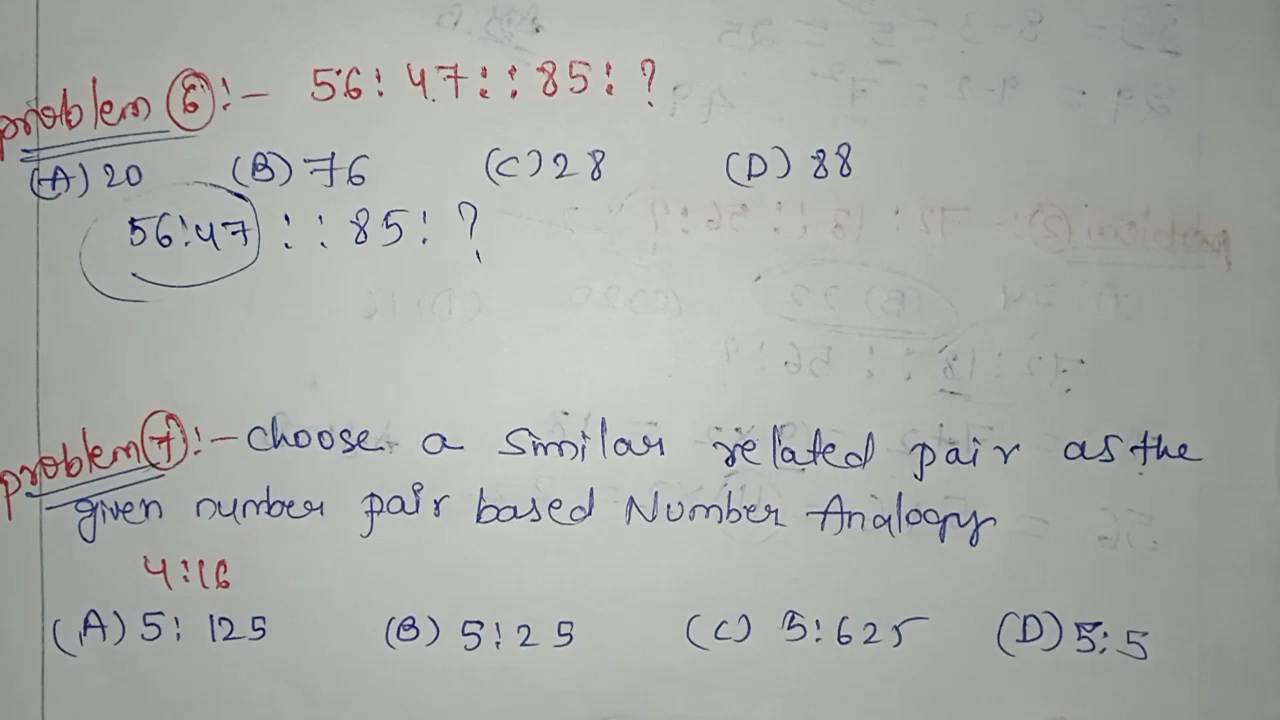 problem (6):- 56:47::85:?
(A) 20 (B) 76 (C) 28 (D) 88
56:47::85:?
problem (7):- choose a similar related pair as the
given number pair based Number Analogy
4:16
(A) 5:125 (B) 5:25 (C) 5:625 (D) 5:5